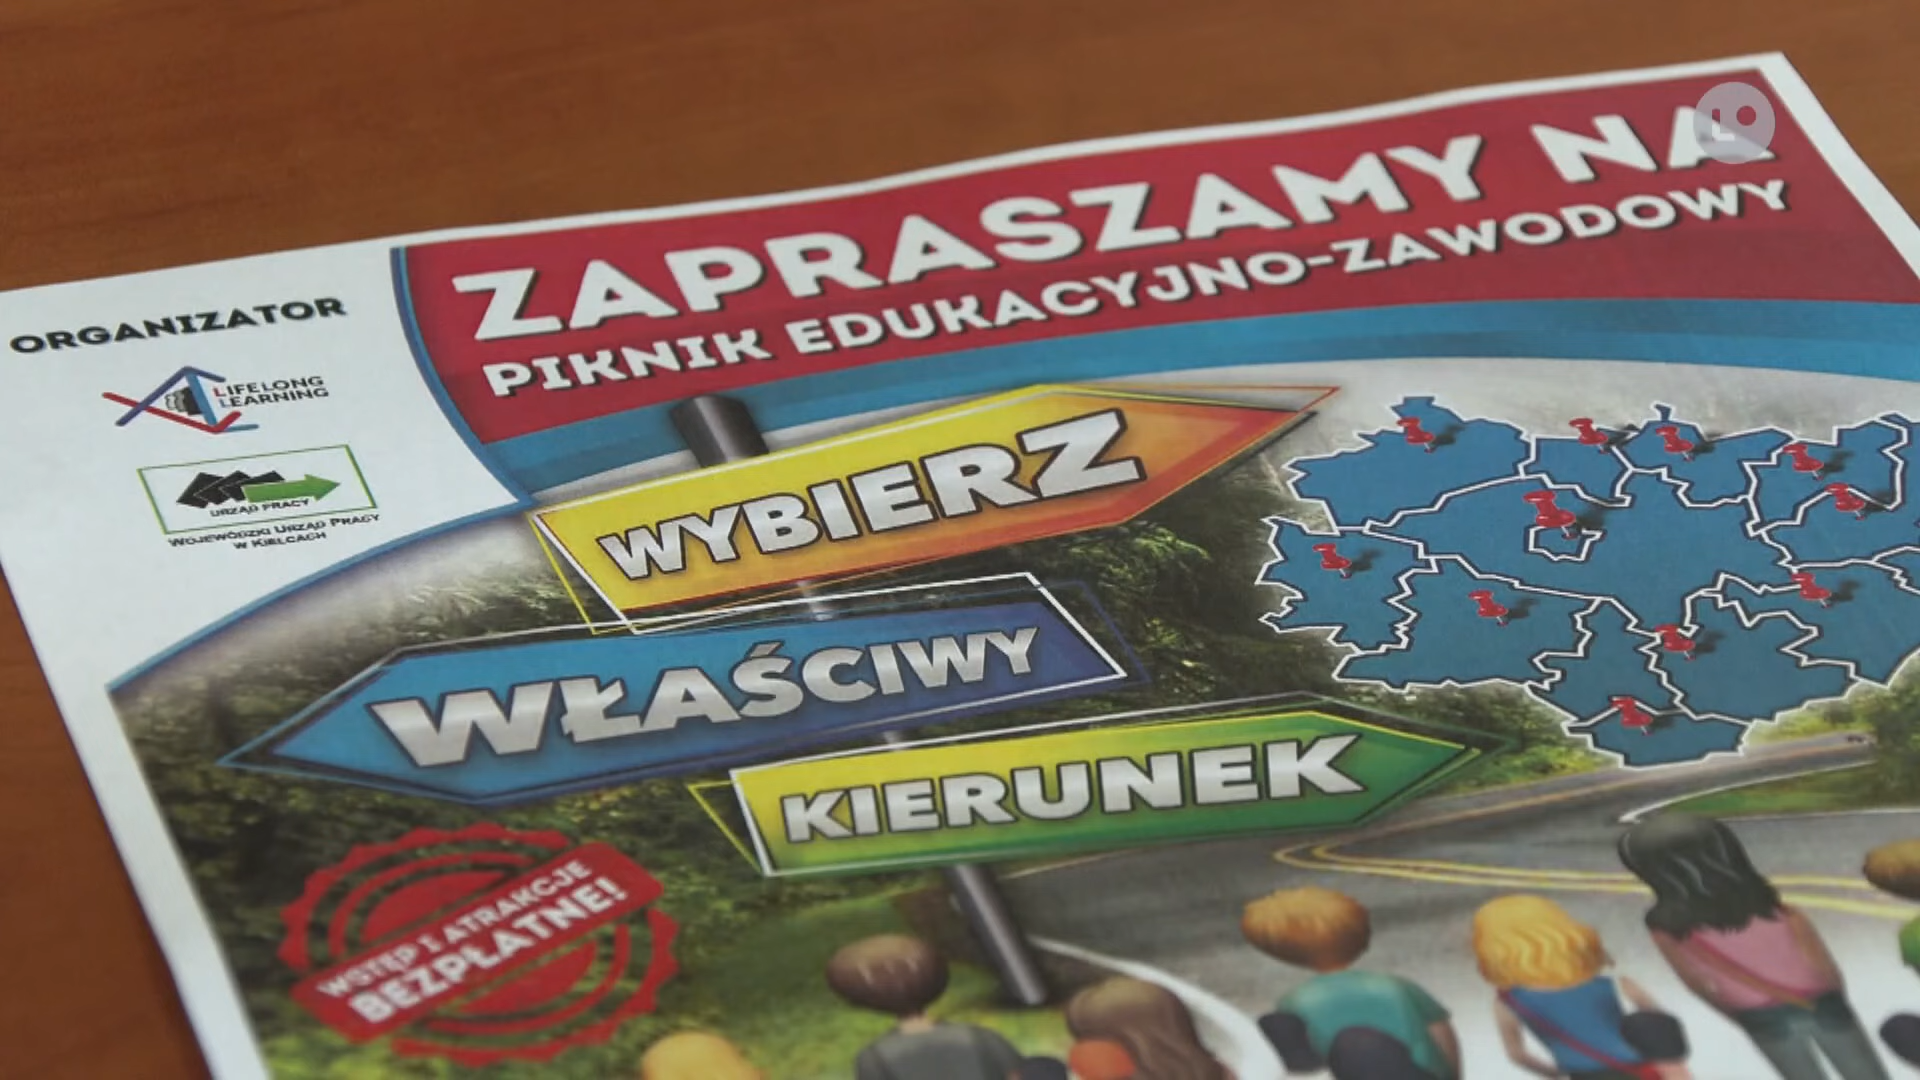 ZAPRASZAMY NA
PIKNIK EDUKACYJNO-ZAWODOWY
ORGANIZATOR
LIFELONG
LEARNING
URZĄD PRACY
WOJEWÓDZKI URZĄD PRACY
W KIELCACH
WYBIERZ
WŁAŚCIWY
KIERUNEK
WSTĘP I ATRAKCJE
BEZPŁATNE!